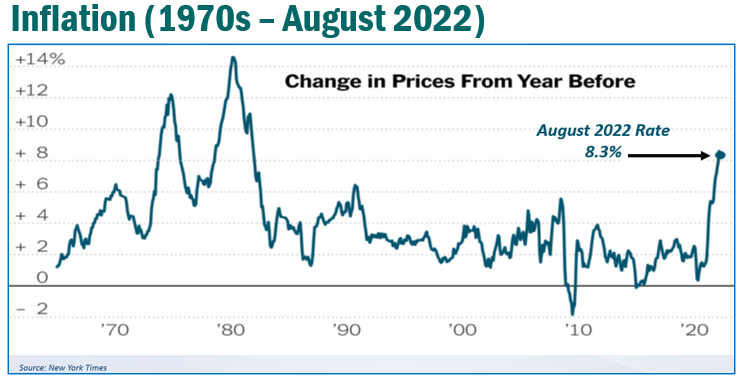 Inflation (1970s – August 2022)
+14%
Change in Prices From Year Before
+12
+10
August 2022 Rate
+ 8
8.3%
+ 6
+ 4
+ 2
0
– 2
'70 '80 '90 '00 '10 '20
Source: New York Times